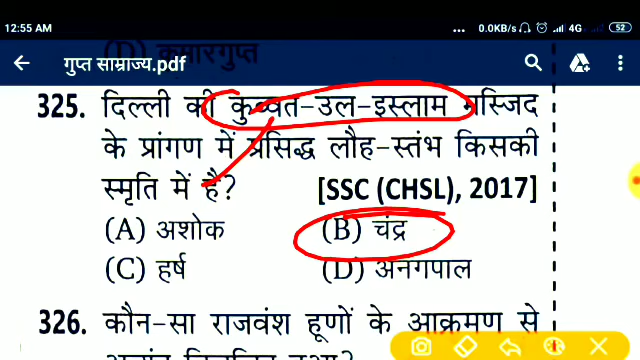 12:55 AM 0.0KB/s 4G 52
गुप्त साम्राज्य.pdf
(D) कुमारगुप्त
325. दिल्ली की कुव्वत-उल-इस्लाम मस्जिद
के प्रांगण में प्रसिद्ध लौह-स्तंभ किसकी
स्मृति में है? [SSC (CHSL), 2017]
(A) अशोक (B) चंद्र
(C) हर्ष (D) अनंगपाल
326. कौन-सा राजवंश हूणों के आक्रमण से